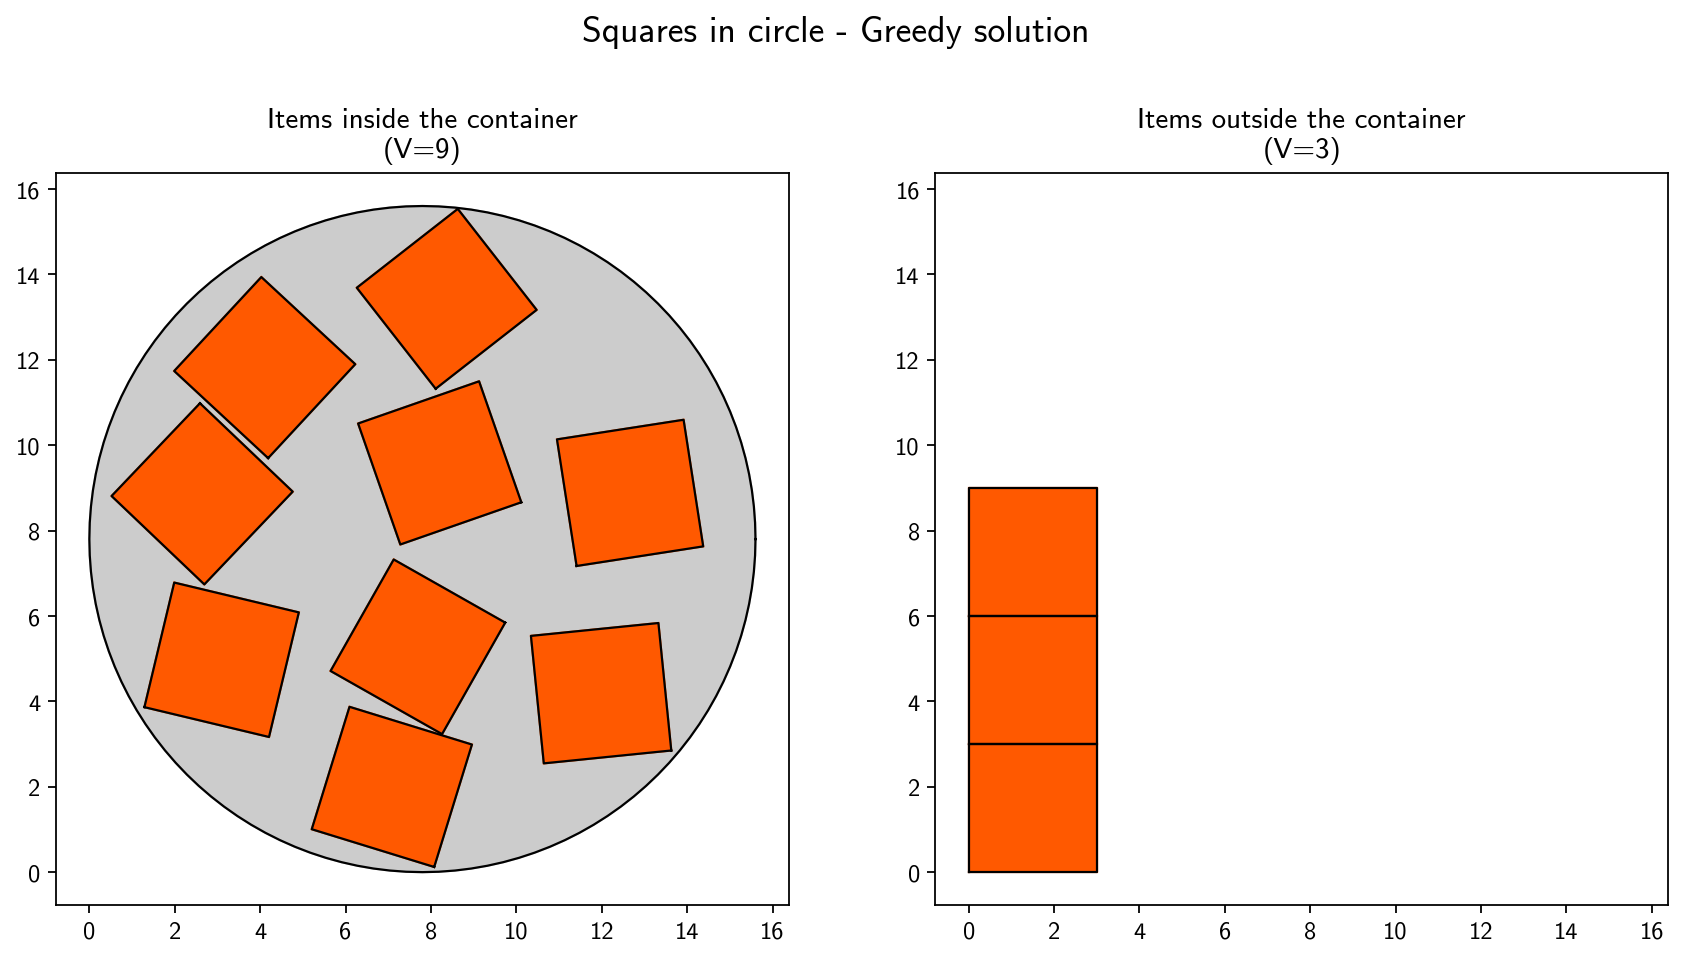 Squares in circle - Greedy solution
Items inside the container
(V=9)
16
14
12
10
8
6
4
2
0
0 2 4 6 8 10 12 14 16
Items outside the container
(V=3)
16
14
12
10
8
6
4
2
0
0 2 4 6 8 10 12 14 16